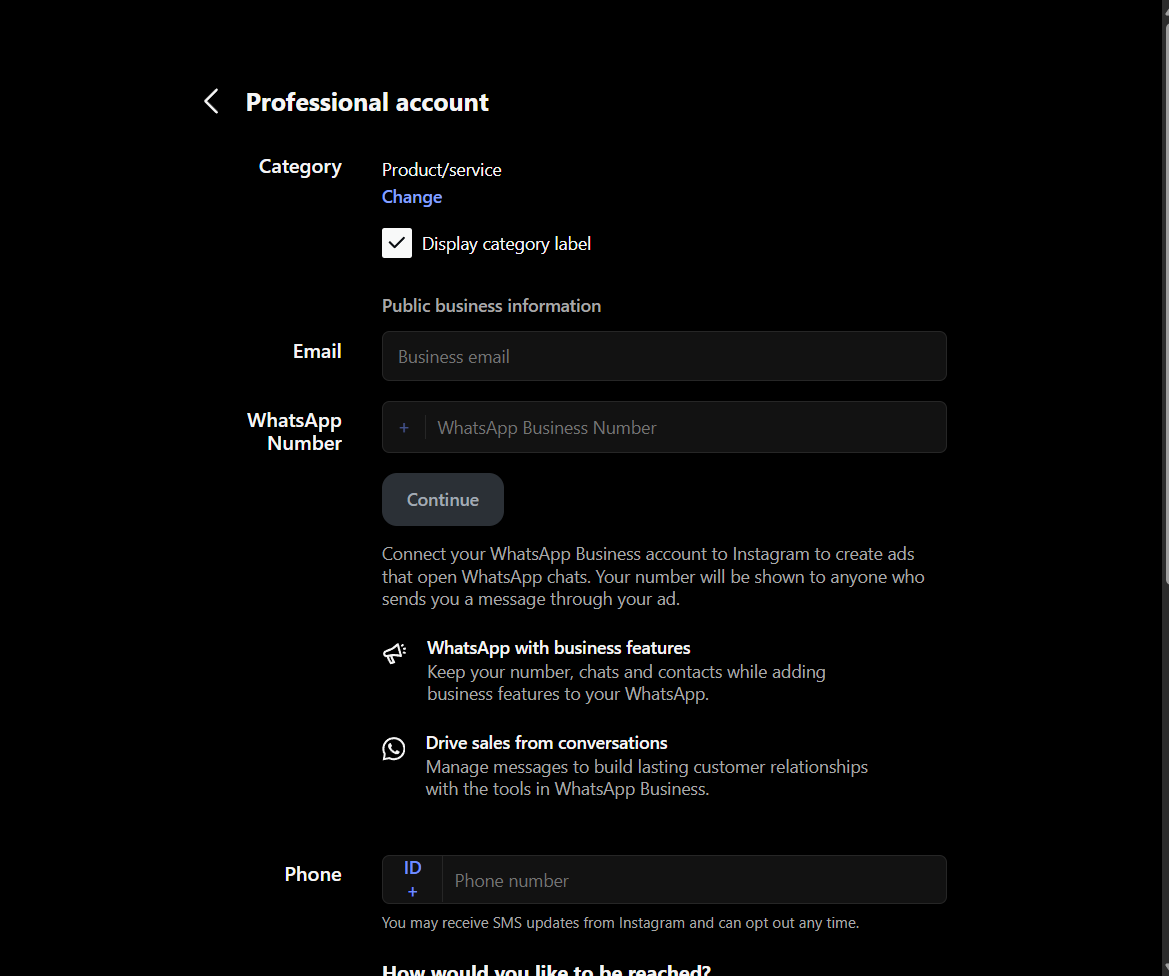 Professional account
Category
Product/service
Change
Display category label
Public business information
Email
Business email
WhatsApp
Number
+
WhatsApp Business Number
Continue
Connect your WhatsApp Business account to Instagram to create ads
that open WhatsApp chats. Your number will be shown to anyone who
sends you a message through your ad.
WhatsApp with business features
Keep your number, chats and contacts while adding
business features to your WhatsApp.
Drive sales from conversations
Manage messages to build lasting customer relationships
with the tools in WhatsApp Business.
Phone
ID
+
Phone number
You may receive SMS updates from Instagram and can opt out any time.
How would you like to be reached?